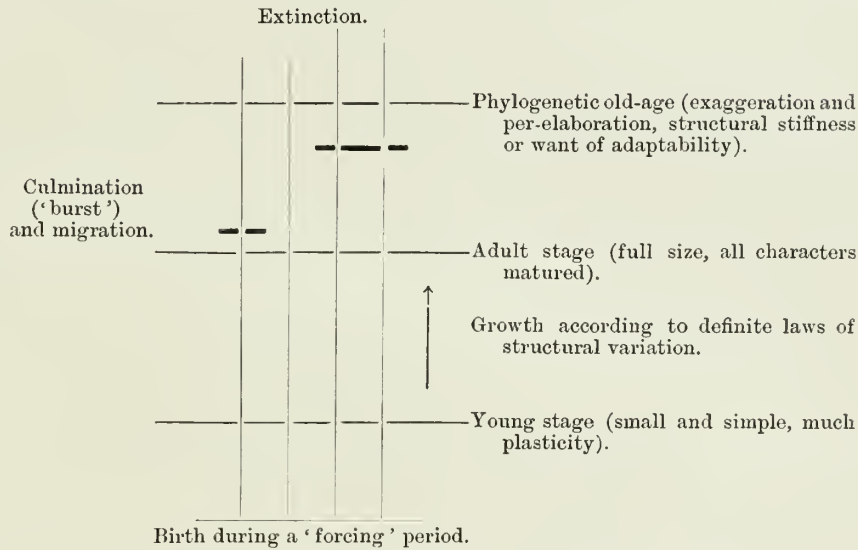 Extinction.
Phylogenetic old-age (exaggeration and
per-elaboration, structural stiffness
or want of adaptability).
Culmination
(‘burst’)
and migration.
Adult stage (full size, all characters
matured).
Growth according to definite laws of
structural variation.
Young stage (small and simple, much
plasticity).
Birth during a ‘forcing’ period.